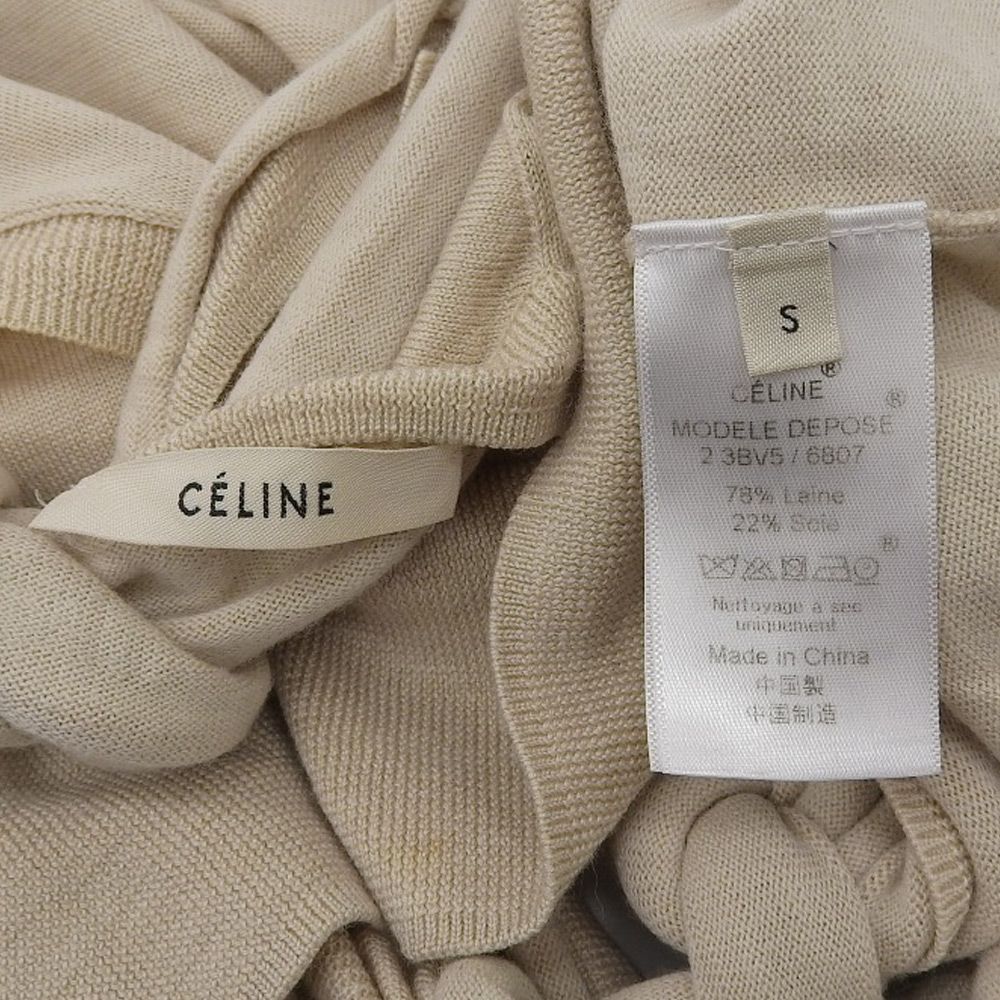 CÉLINE
S
CÉLINE®
MODELE DEPOSE®
2 3BV5 / 6807
78% Laine
22% Soie
®
Nettoyage a sec
uniquement
Made in China
中国製
中国制造